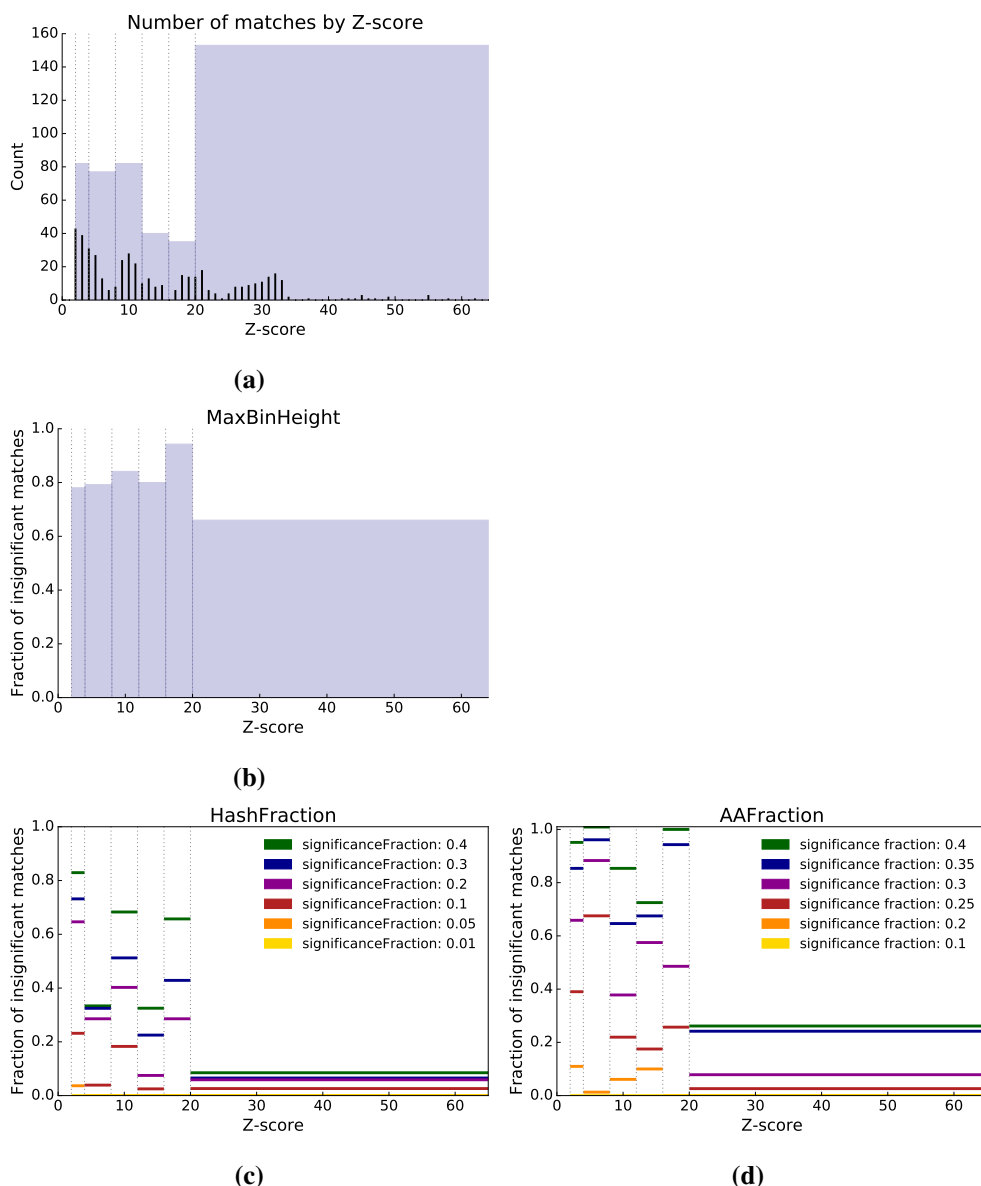 Number of matches by Z-score
160
140
120
100
80
60
40
20
0
Count
0 10 20 30 40 50 60
Z-score
(a)
MaxBinHeight
1.0
0.8
0.6
0.4
0.2
0.0
Fraction of insignificant matches
0 10 20 30 40 50 60
Z-score
(b)
HashFraction
1.0
0.8
0.6
0.4
0.2
0.0
Fraction of insignificant matches
significanceFraction: 0.4
significanceFraction: 0.3
significanceFraction: 0.2
significanceFraction: 0.1
significanceFraction: 0.05
significanceFraction: 0.01
0 10 20 30 40 50 60
Z-score
(c)
AAFraction
1.0
0.8
0.6
0.4
0.2
0.0
Fraction of insignificant matches
significance fraction: 0.4
significance fraction: 0.35
significance fraction: 0.3
significance fraction: 0.25
significance fraction: 0.2
significance fraction: 0.1
0 10 20 30 40 50 60
Z-score
(d)